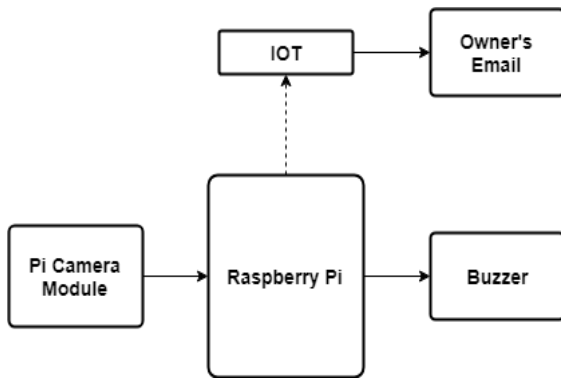 IOT
Owner's
Email
Pi Camera
Module
Raspberry Pi
Buzzer